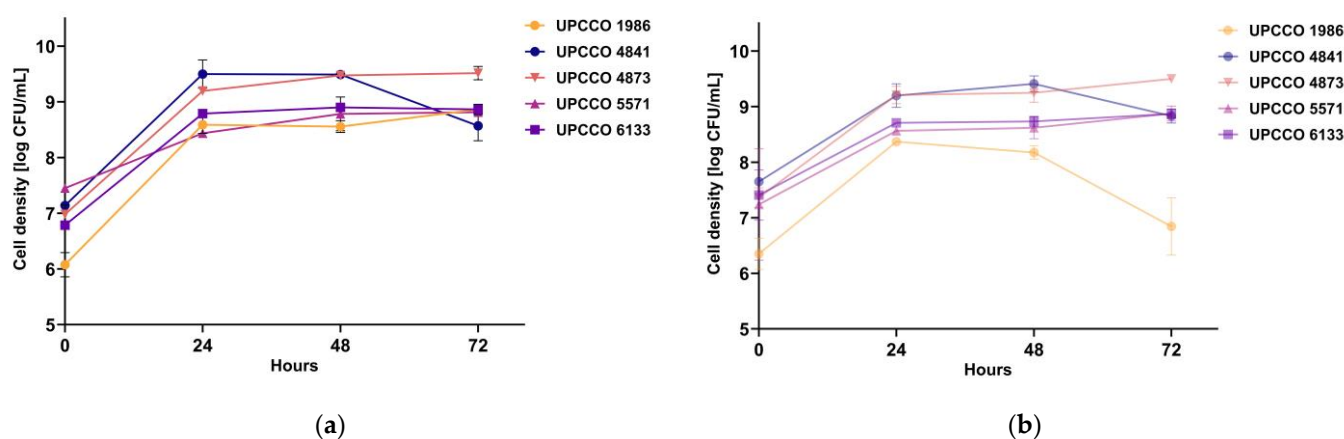 UPCCO 1986
UPCCO 4841
UPCCO 4873
UPCCO 5571
UPCCO 6133
Cell density [log CFU/mL]
10
9
8
7
6
5
0 24 48 72
Hours
(a)
UPCCO 1986
UPCCO 4841
UPCCO 4873
UPCCO 5571
UPCCO 6133
Cell density [log CFU/mL]
10
9
8
7
6
5
0 24 48 72
Hours
(b)